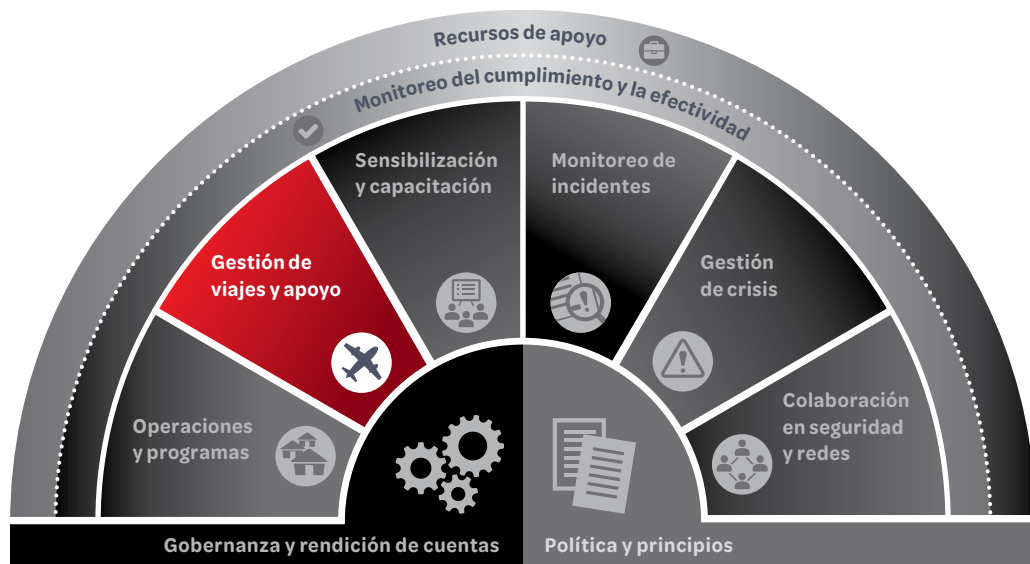 Recursos de apoyo
Monitoreo del cumplimiento y la efectividad
Sensibilización
y capacitación
Monitoreo de
incidentes
Gestión de
viajes y apoyo
Gestión
de crisis
Operaciones
y programas
Colaboración
en seguridad
y redes
Gobernanza y rendición de cuentas
Política y principios